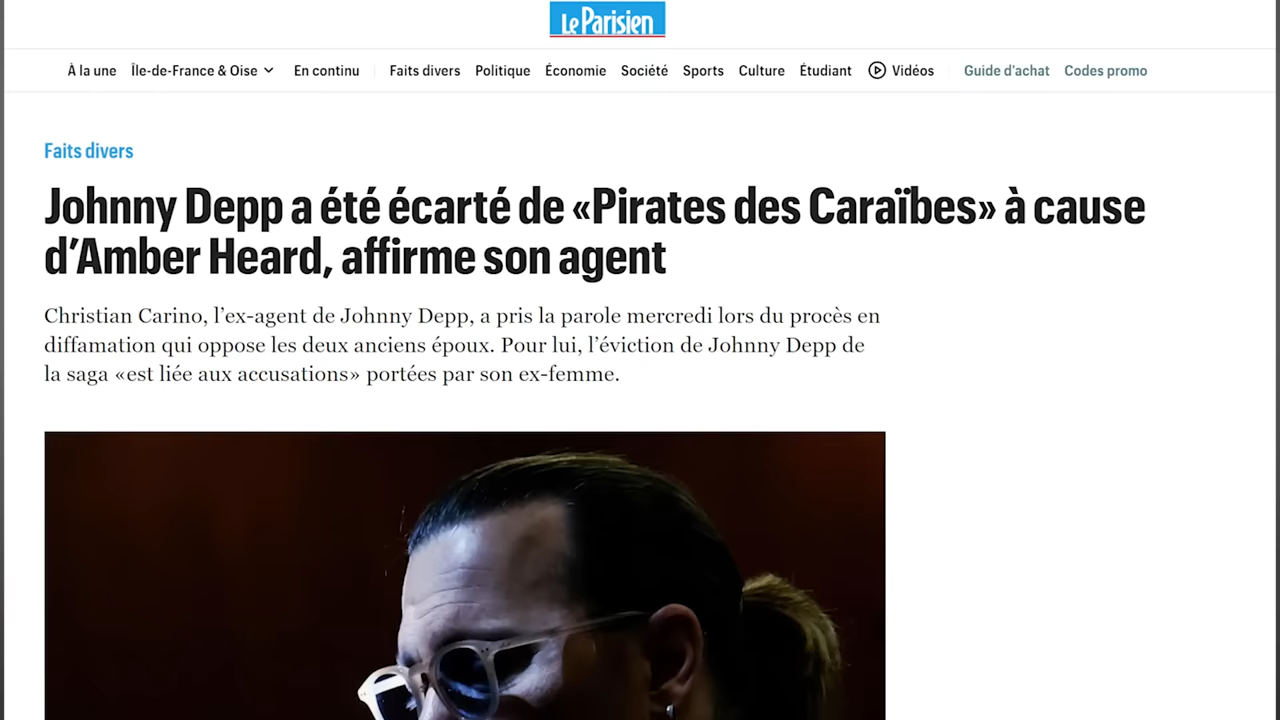 Le Parisien
À la une Île-de-France & Oise En continu Faits divers Politique Économie Société Sports Culture Étudiant Vidéos Guide d'achat Codes promo
Faits divers
Johnny Depp a été écarté de «Pirates des Caraïbes» à cause
d’Amber Heard, affirme son agent
Christian Carino, l’ex-agent de Johnny Depp, a pris la parole mercredi lors du procès en
diffamation qui oppose les deux anciens époux. Pour lui, l’éviction de Johnny Depp de
la saga «est liée aux accusations» portées par son ex-femme.